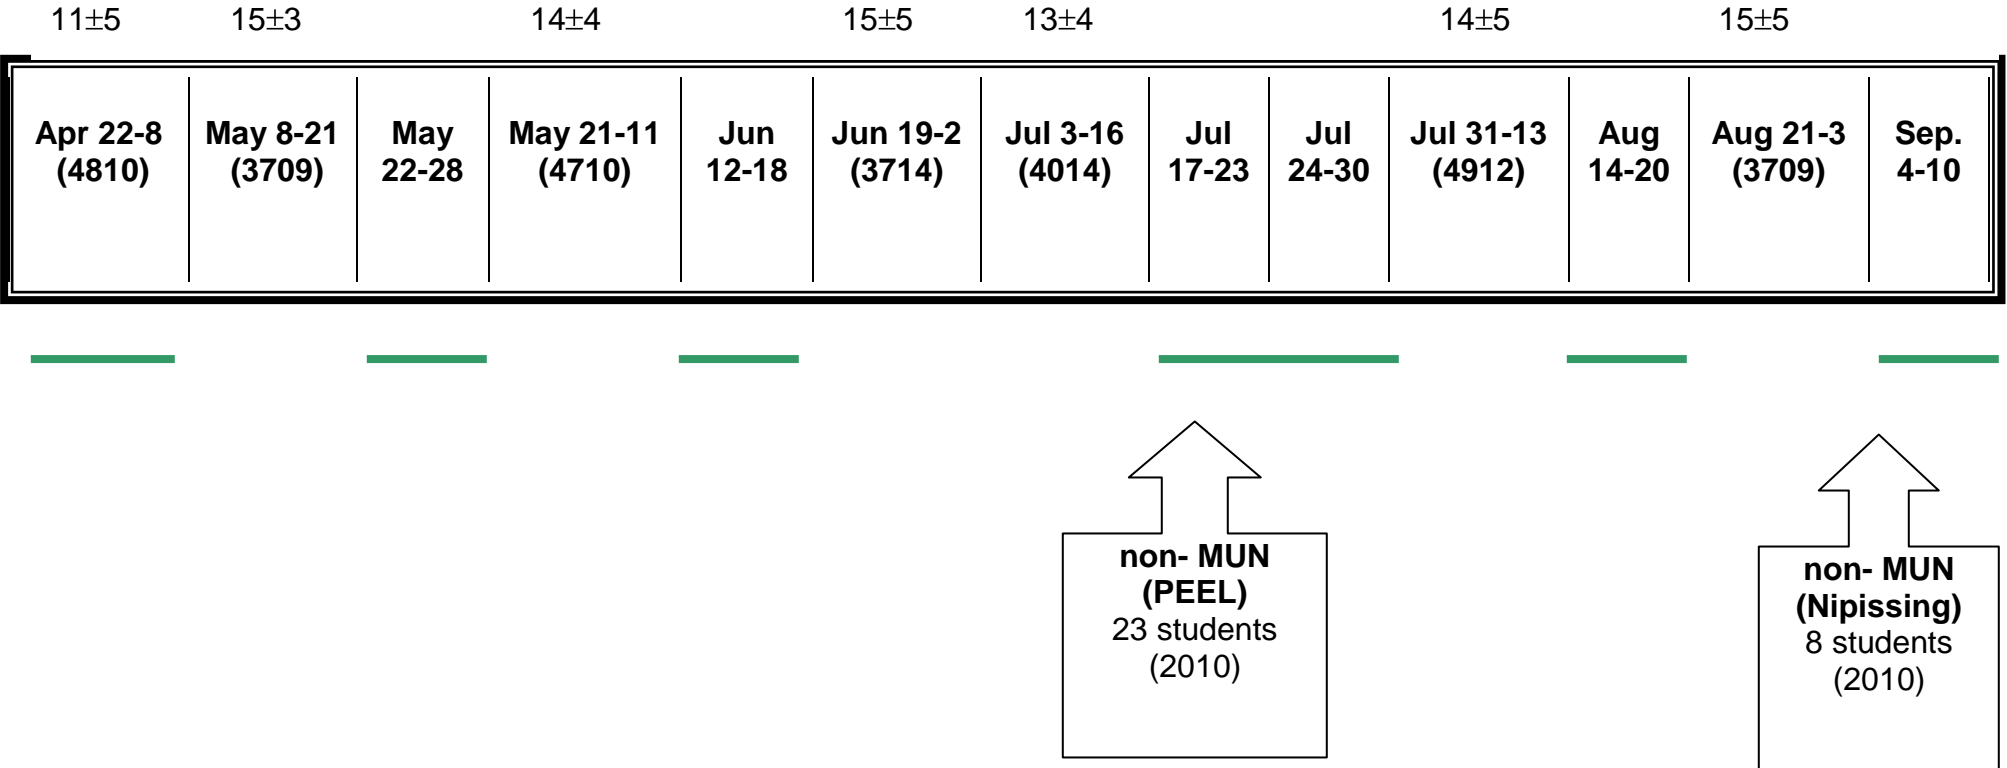 11±5 15±3 14±4 15±5 13±4 14±5 15±5
Apr 22-8
(4810)
May 8-21
(3709)
May
22-28
May 21-11
(4710)
Jun
12-18
Jun 19-2
(3714)
Jul 3-16
(4014)
Jul
17-23
Jul
24-30
Jul 31-13
(4912)
Aug
14-20
Aug 21-3
(3709)
Sep.
4-10
non- MUN
(PEEL)
23 students
(2010)
non- MUN
(Nipissing)
8 students
(2010)